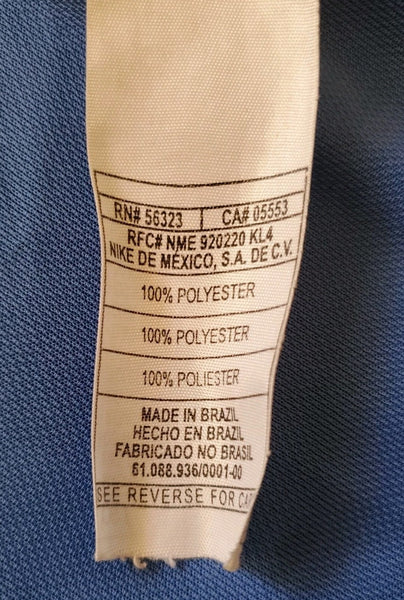 RN# 56323 | CA# 05553
RFC# NME 920220 KL4
NIKE DE MÉXICO, S.A. DE C.V.
100% POLYESTER
100% POLYESTER
100% POLIESTER
MADE IN BRAZIL
HECHO EN BRAZIL
FABRICADO NO BRASIL
61.088.936/0001-00
SEE REVERSE FOR